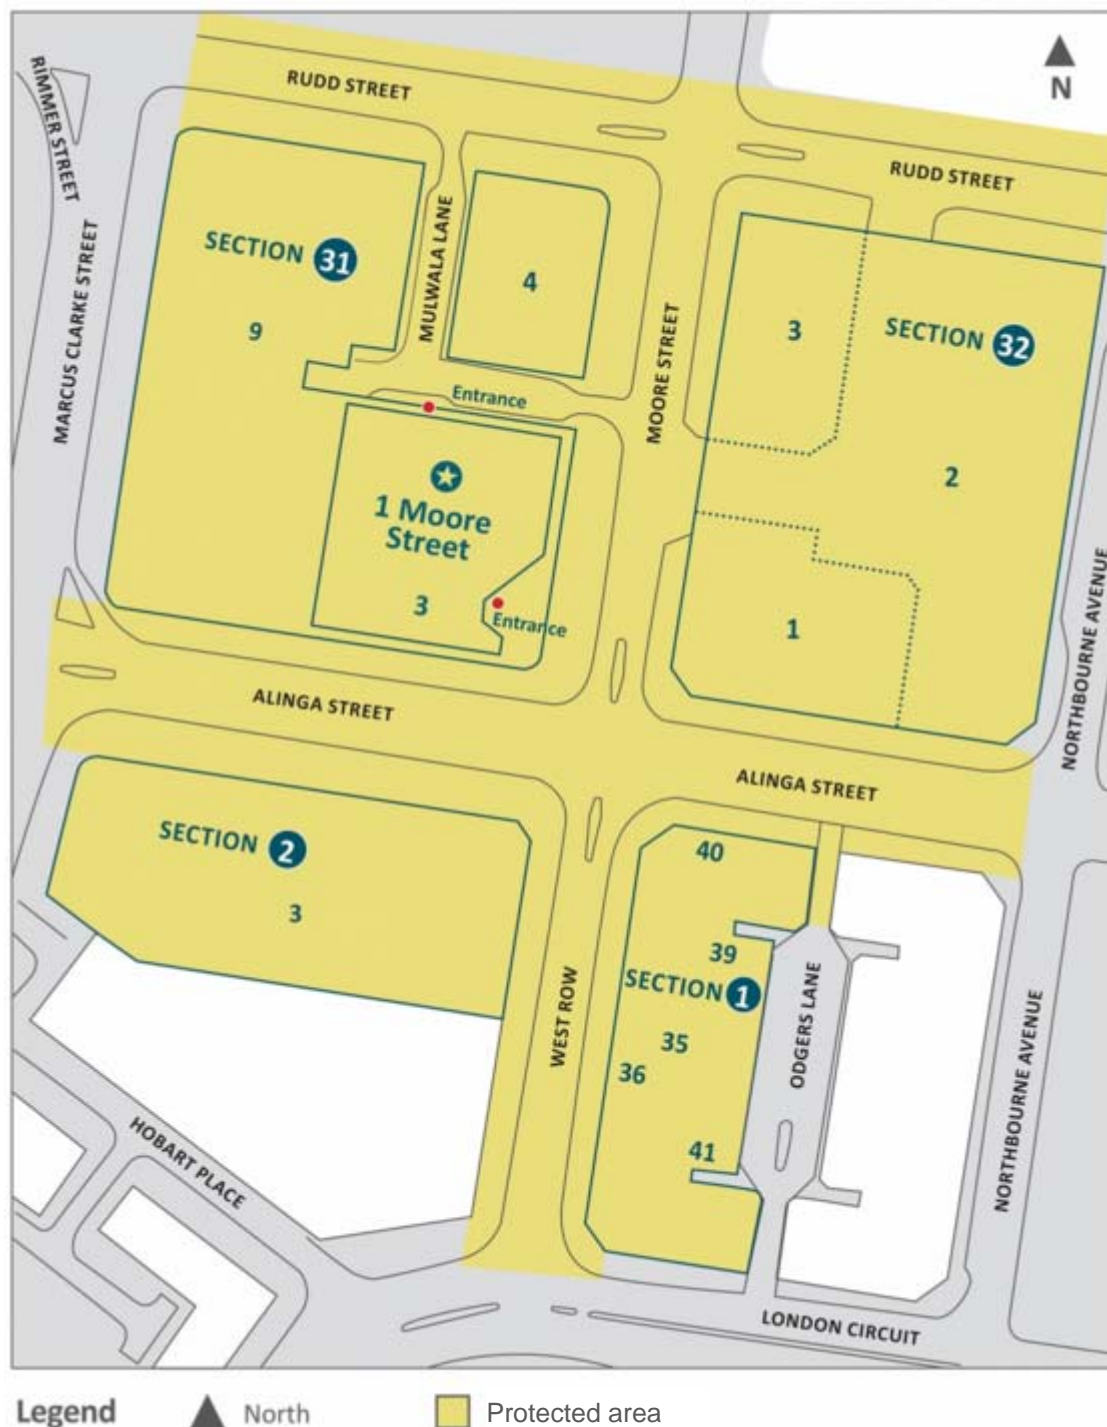 N
RUDD STREET
RIMMER STREET
RUDD STREET
MULWALA LANE
SECTION 31
4
9
MARCUS CLARKE STREET
MOORE STREET
3
SECTION 32
2
Entrance
1 Moore
Street
3
Entrance
1
NORTHBOURNE AVENUE
ALINGA STREET
ALINGA STREET
SECTION 2
3
40
39
SECTION 1
35
36
41
WEST ROW
ODGERS LANE
NORTHBOURNE AVENUE
HOBART PLACE
LONDON CIRCUIT
Legend North Protected area